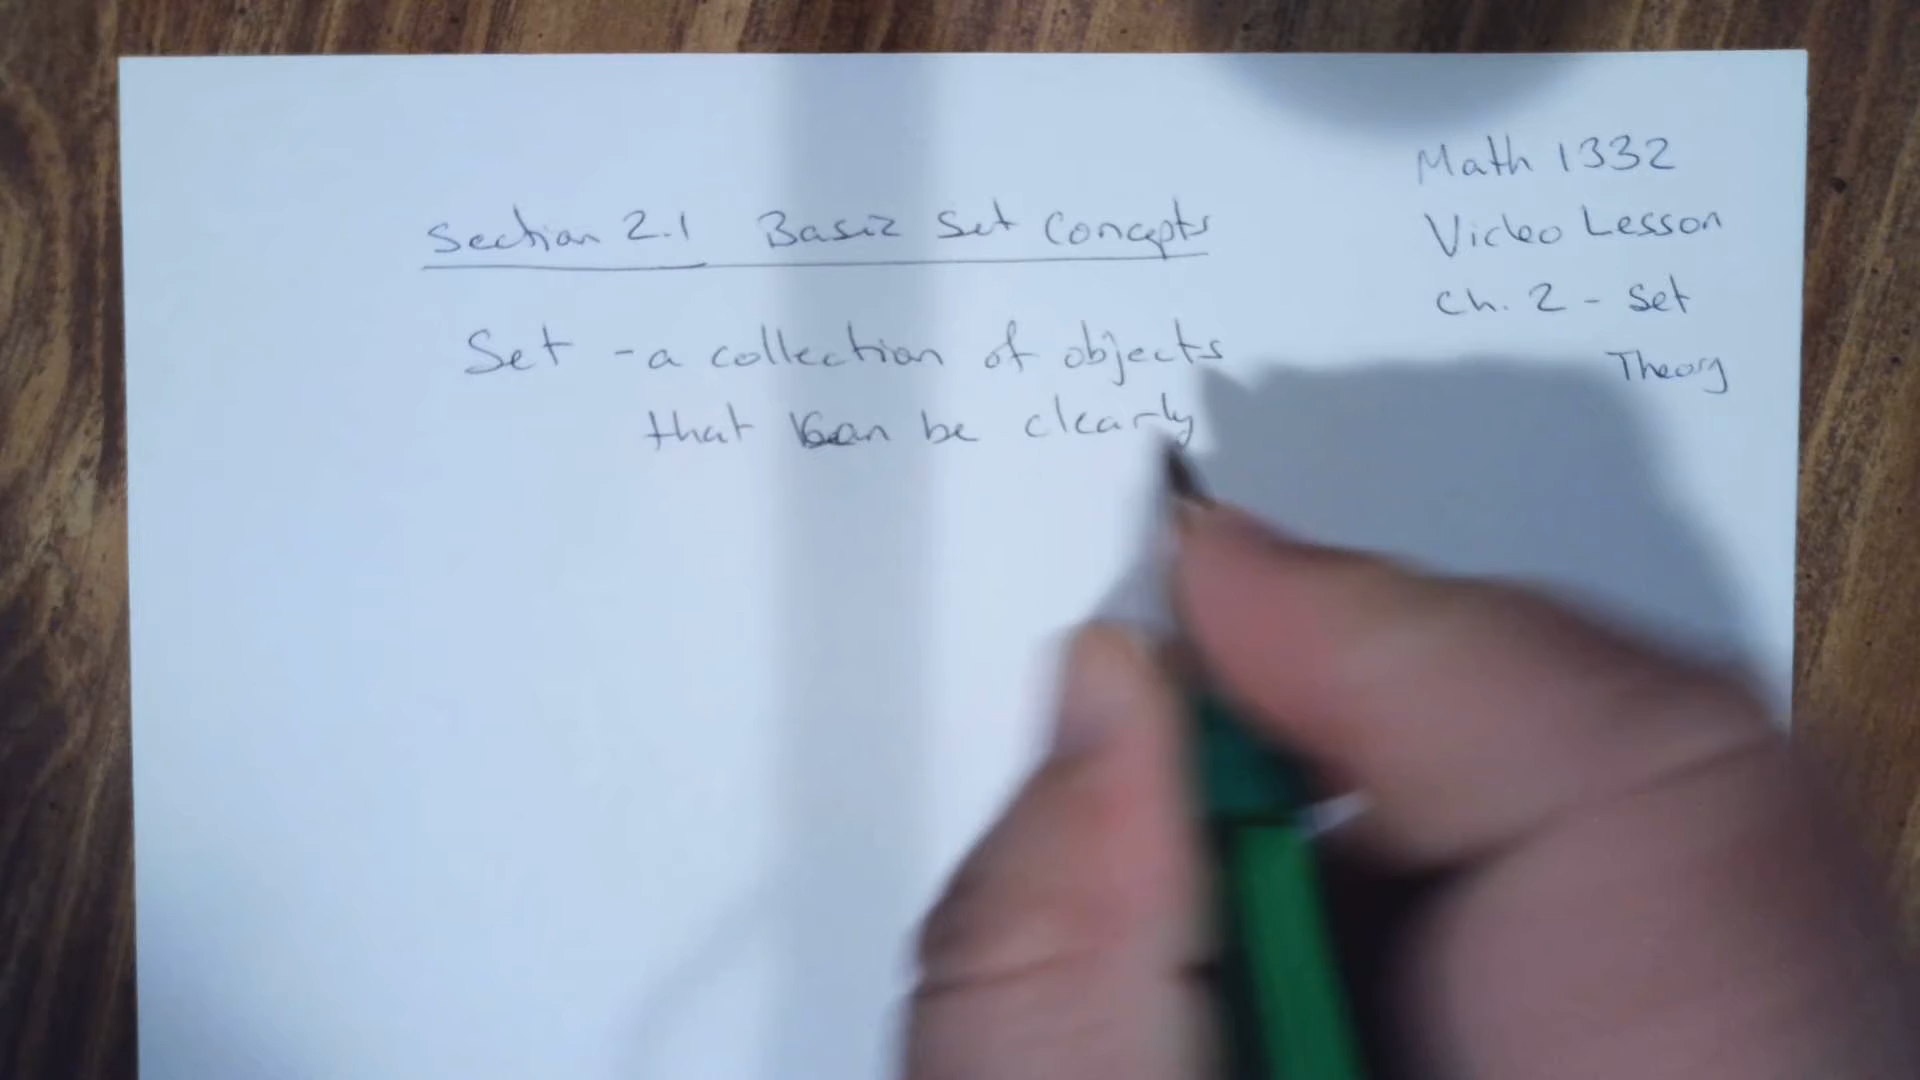 Math 1332
Video Lesson
Ch. 2 - Set
Theory
Section 2.1 Basic Set Concepts
Set - a collection of objects
that can be clearly